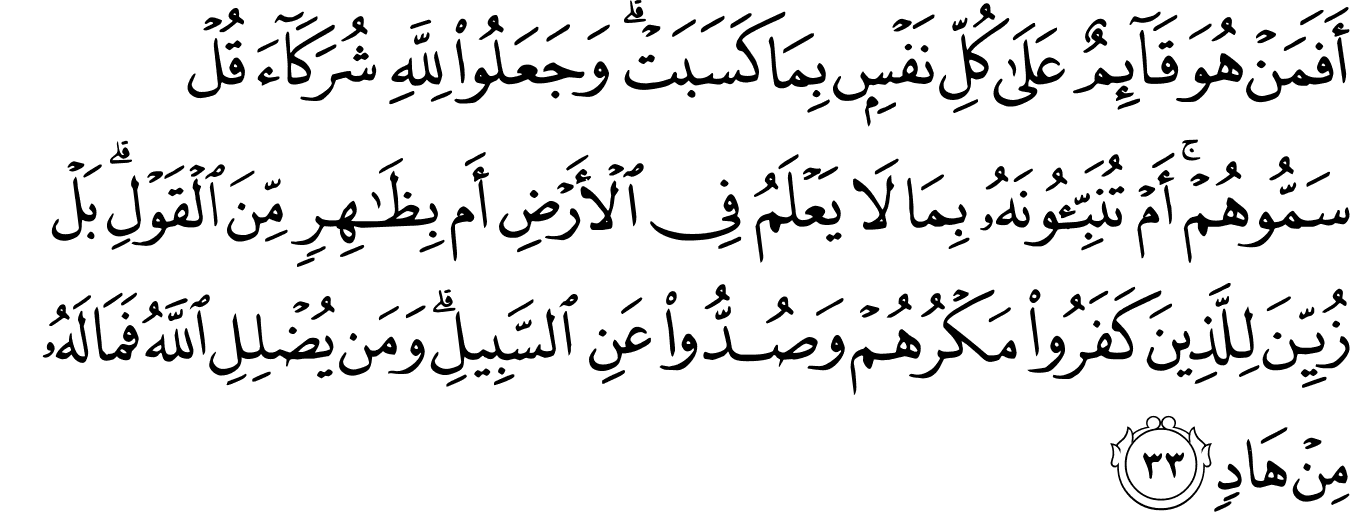 أَفَمَنْ هُوَ قَآئِمٌ عَلَىٰ كُلِّ نَفْسٍۭ بِمَا كَسَبَتْ ۗ وَجَعَلُوا۟ لِلَّهِ شُرَكَآءَ قُلْ
سَمُّوهُمْ ۚ أَمْ تُنَبِّـُٔونَهُۥ بِمَا لَا يَعْلَمُ فِى ٱلْأَرْضِ أَم بِظَـٰهِرٍ مِّنَ ٱلْقَوْلِ ۗ بَلْ
زُيِّنَ لِلَّذِينَ كَفَرُوا۟ مَكْرُهُمْ وَصُدُّوا۟ عَنِ ٱلسَّبِيلِ ۗ وَمَن يُضْلِلِ ٱللَّهُ فَمَا لَهُۥ
مِنْ هَادٍ ٣٣